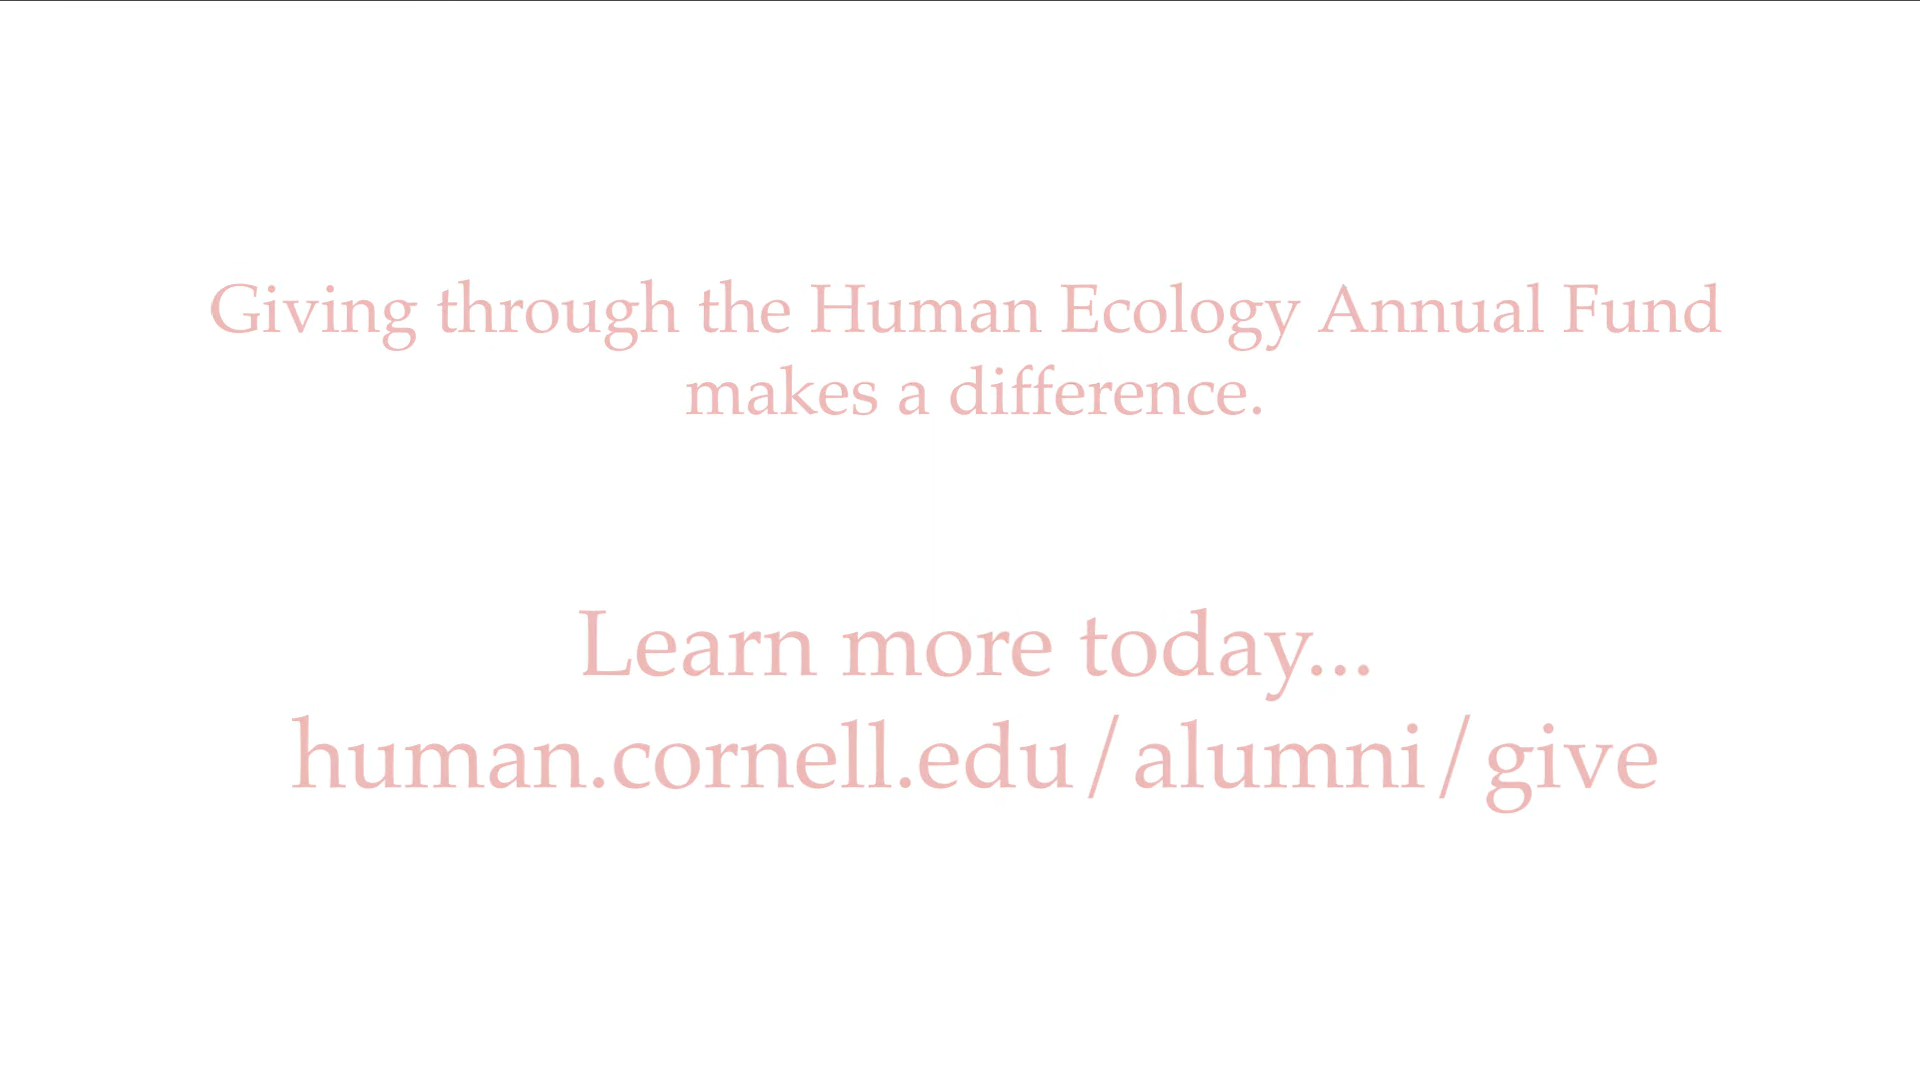 Giving through the Human Ecology Annual Fund
makes a difference.
Learn more today...
human.cornell.edu/alumni/give